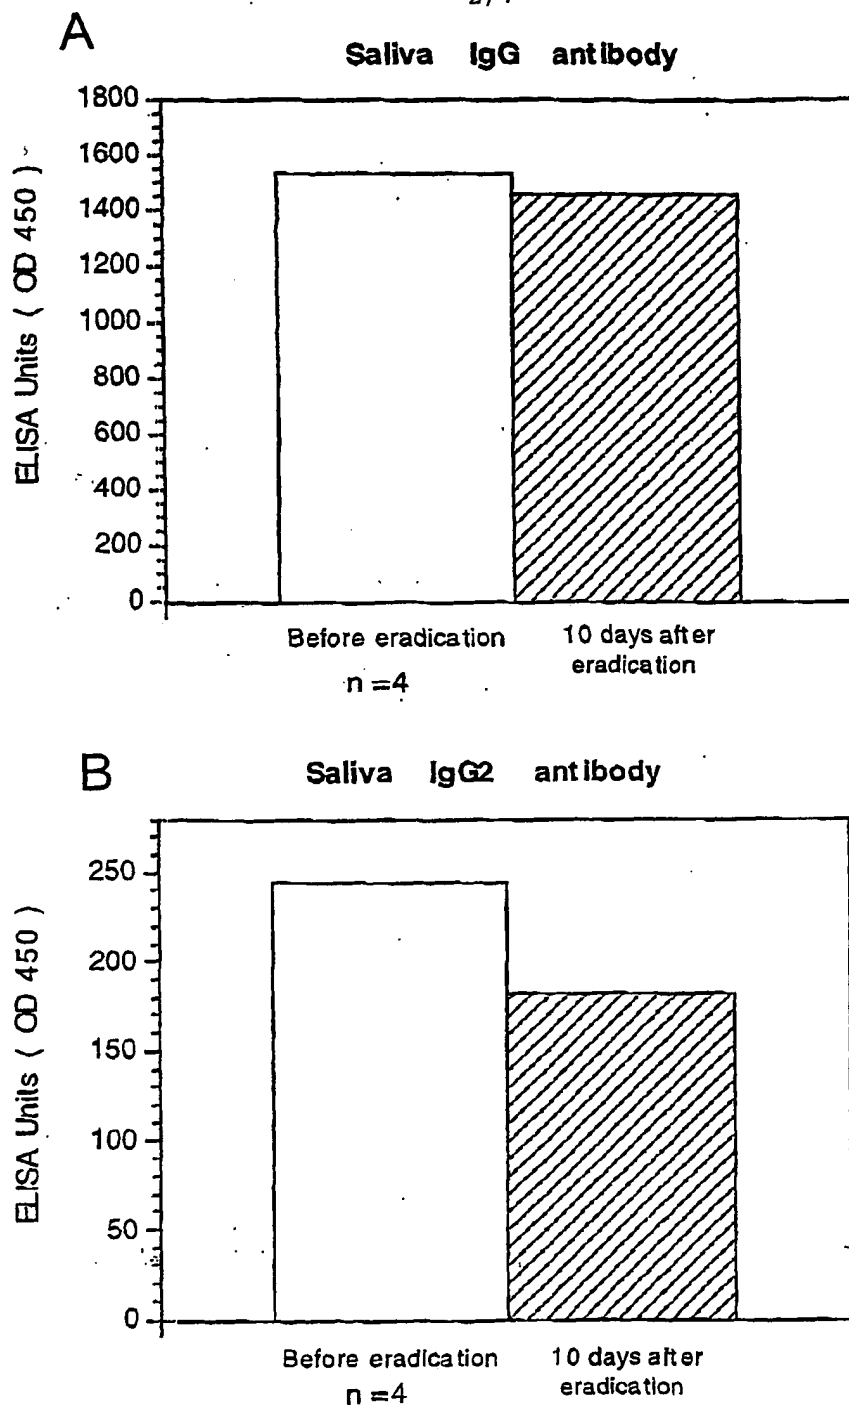 A
Saliva IgG antibody
1800
1600
1400
1200
1000
800
600
400
200
0
ELISA Units ( OD 450 )
Before eradication
n =4
10 days after
eradication
B
Saliva IgG2 antibody
250
200
150
100
50
0
ELISA Units ( OD 450 )
Before eradication
n =4
10 days after
eradication